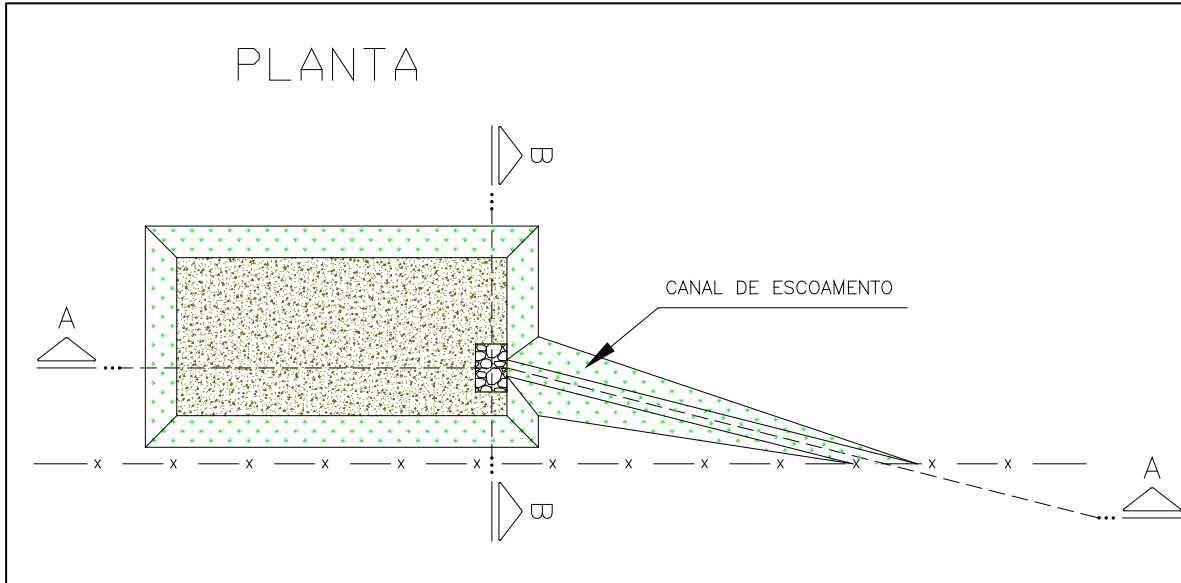 PLANTA
B
CANAL DE ESCOAMENTO
A
x x x x x x x x x x x x x
A
B